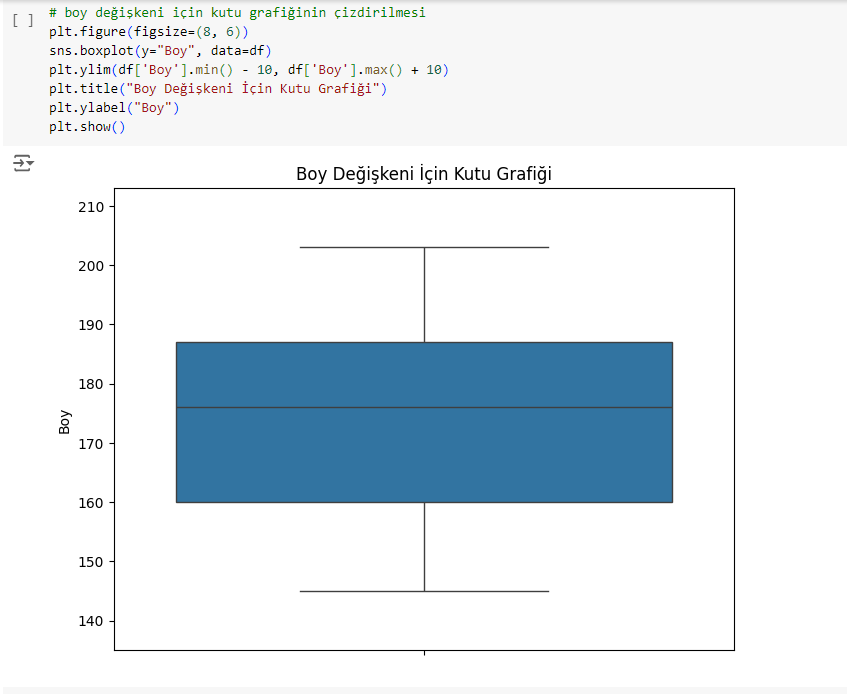 [ ]
# boy değişkeni için kutu grafiğinin çizdirilmesi
plt.figure(figsize=(8, 6))
sns.boxplot(y="Boy", data=df)
plt.ylim(df['Boy'].min() - 10, df['Boy'].max() + 10)
plt.title("Boy Değişkeni İçin Kutu Grafiği")
plt.ylabel("Boy")
plt.show()
Boy Değişkeni İçin Kutu Grafiği
210
200
190
180
170
160
150
140
Boy